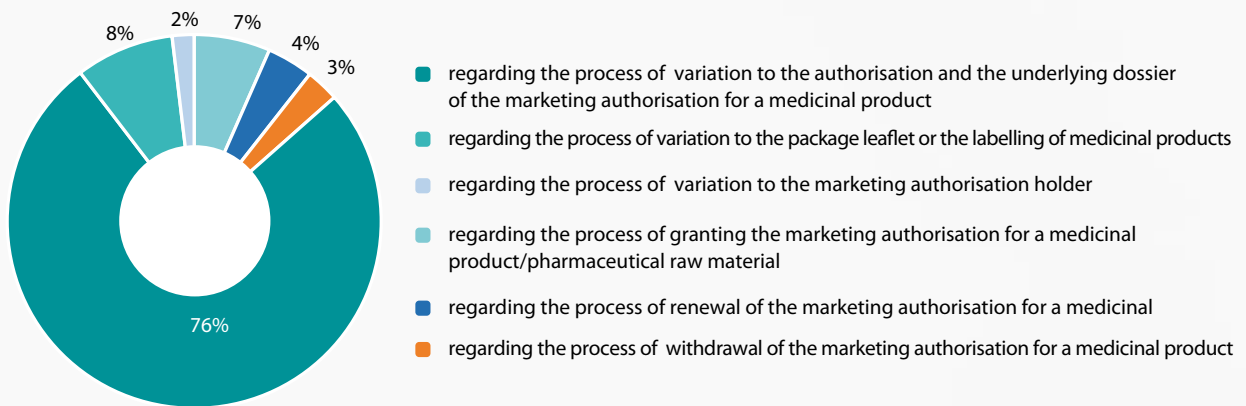 8%
2%
7%
4%
3%
76%
regarding the process of variation to the authorisation and the underlying dossier
of the marketing authorisation for a medicinal product
regarding the process of variation to the package leaflet or the labelling of medicinal products
regarding the process of variation to the marketing authorisation holder
regarding the process of granting the marketing authorisation for a medicinal
product/pharmaceutical raw material
regarding the process of renewal of the marketing authorisation for a medicinal
regarding the process of withdrawal of the marketing authorisation for a medicinal product